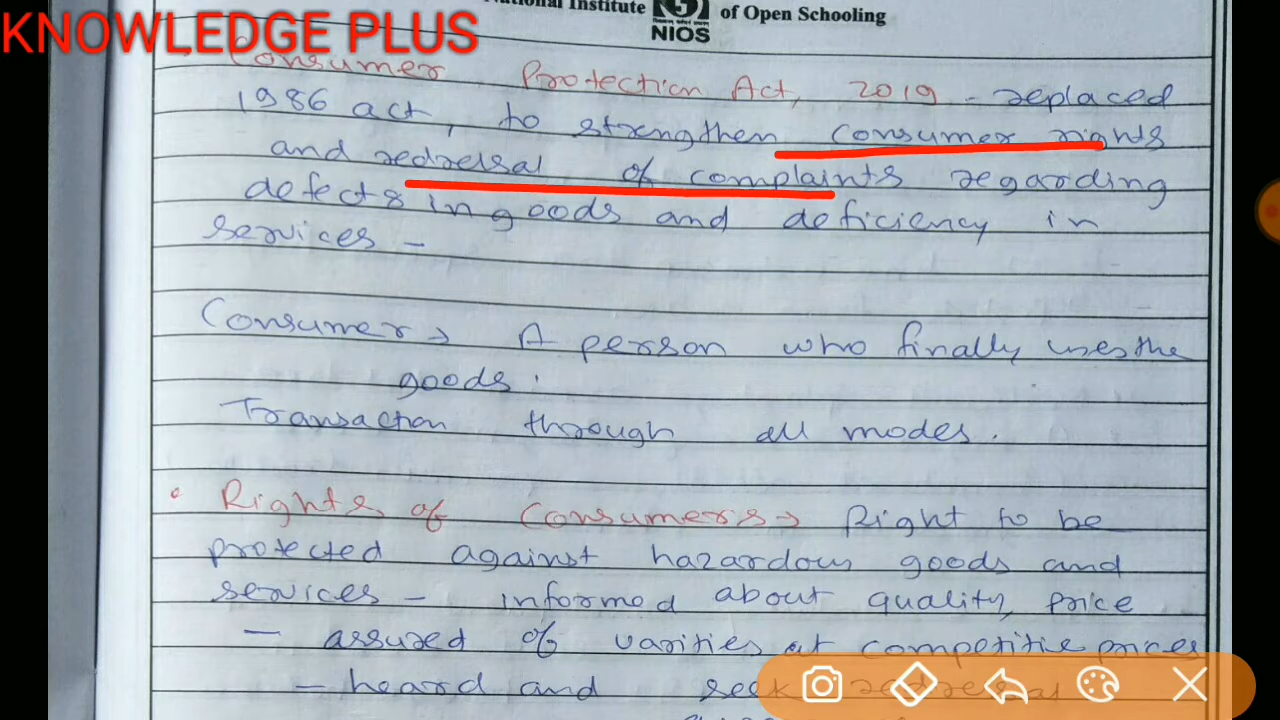 National Institute of Open Schooling
NIOS
KNOWLEDGE PLUS
Consumer Protection Act, 2019 - replaced
1986 act, to strengthen consumer rights
and redressal of complaints regarding
defects in goods and deficiency in
services -
Consumer → A person who finally uses the
goods.
Transaction through all modes.
• Rights of Consumers → Right to be
protected against hazardous goods and
services - informed about quality, price
- assured of varities at competitive prices
- heard and seek redressal